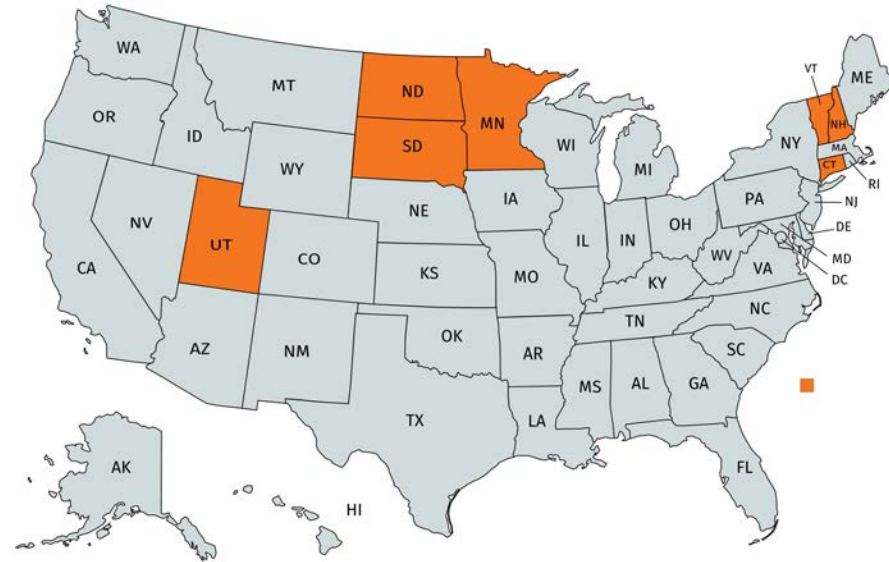 WA
MT
ND
MN
VT
ME
OR
ID
SD
WI
NY
NH
MA
CT
RI
WY
MI
IA
PA
NJ
NE
NV
UT
OH
DE
IL
IN
CO
WV
MD
CA
KS
MO
VA
DC
KY
NC
TN
OK
AZ
NM
AR
SC
MS
AL
GA
TX
LA
AK
FL
HI